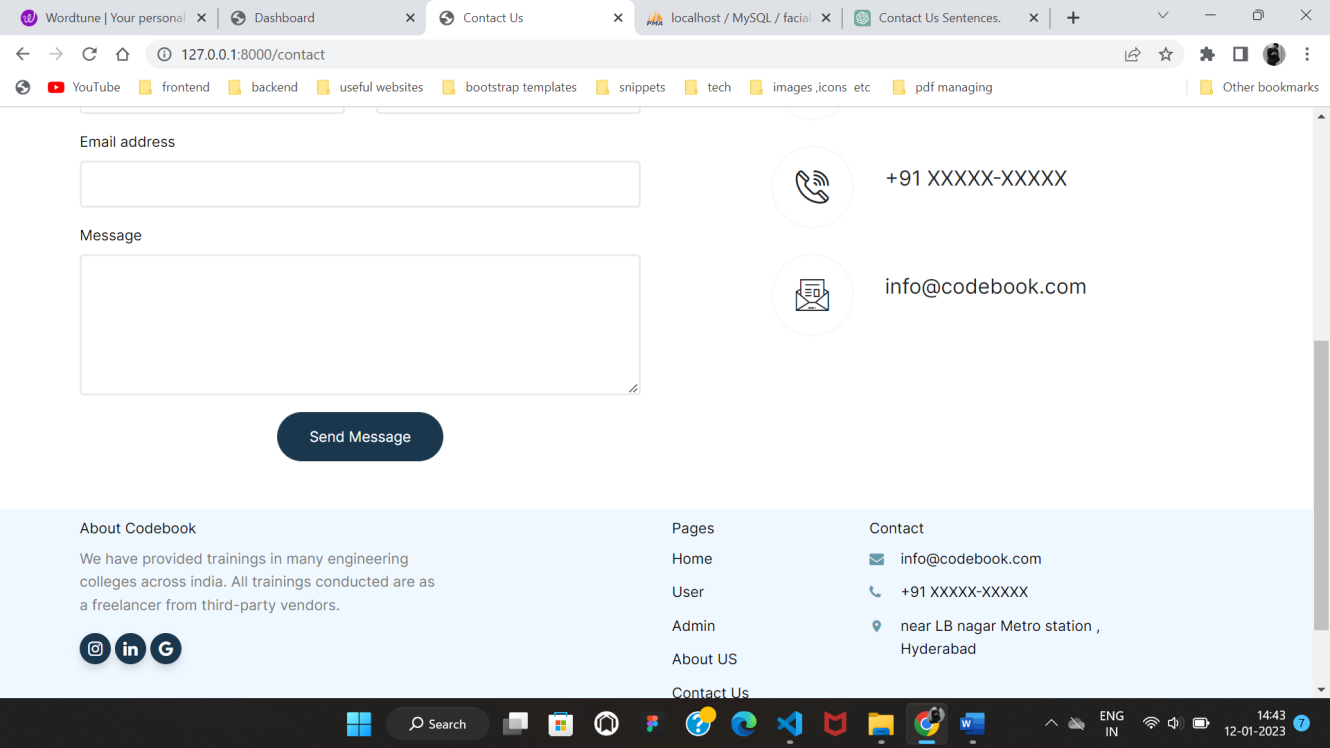 Wordtune | Your personal
Dashboard
Contact Us
localhost / MySQL / facial
Contact Us Sentences.
127.0.0.1:8000/contact
YouTube
frontend
backend
useful websites
bootstrap templates
snippets
tech
images ,icons etc
pdf managing
Other bookmarks
Email address
Message
Send Message
+91 XXXXX-XXXXX
info@codebook.com
About Codebook
We have provided trainings in many engineering
colleges across india. All trainings conducted are as
a freelancer from third-party vendors.
Pages
Home
User
Admin
About US
Contact Us
Contact
info@codebook.com
+91 XXXXX-XXXXX
near LB nagar Metro station ,
Hyderabad
Search
ENG
IN
14:43
12-01-2023
7